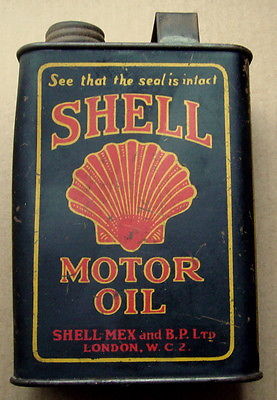 See that the seal is intact
SHELL
MOTOR
OIL
SHELL-MEX and B.P. LTD
LONDON, W.C.2.